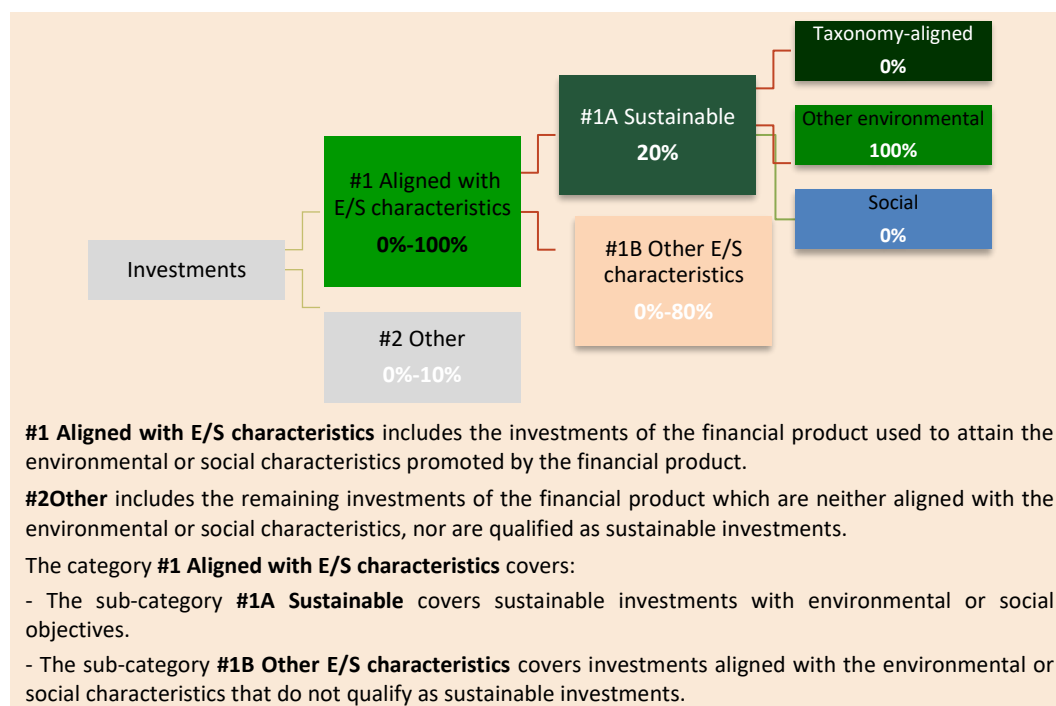 Taxonomy-aligned
0%
#1A Sustainable
20%
Other environmental
100%
#1 Aligned with
E/S characteristics
0%-100%
Social
0%
#1B Other E/S
characteristics
0%-80%
Investments
#2 Other
0%-10%
#1 Aligned with E/S characteristics includes the investments of the financial product used to attain the
environmental or social characteristics promoted by the financial product.
#2Other includes the remaining investments of the financial product which are neither aligned with the
environmental or social characteristics, nor are qualified as sustainable investments.
The category #1 Aligned with E/S characteristics covers:
- The sub-category #1A Sustainable covers sustainable investments with environmental or social
objectives.
- The sub-category #1B Other E/S characteristics covers investments aligned with the environmental or
social characteristics that do not qualify as sustainable investments.